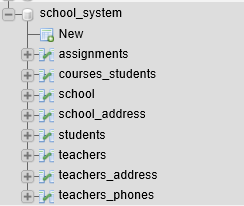 school_system
New
assignments
courses_students
school
school_address
students
teachers
teachers_address
teachers_phones